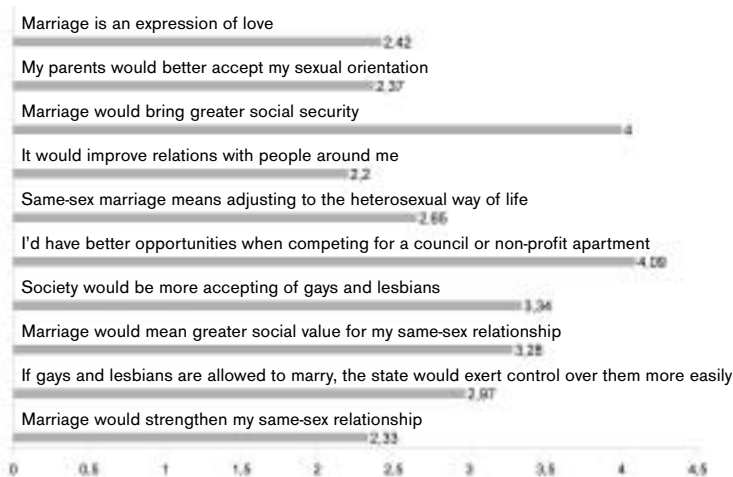 Marriage is an expression of love
2,42
My parents would better accept my sexual orientation
2,37
Marriage would bring greater social security
4
It would improve relations with people around me
2,2
Same-sex marriage means adjusting to the heterosexual way of life
2,65
I'd have better opportunities when competing for a council or non-profit apartment
4,09
Society would be more accepting of gays and lesbians
3,34
Marriage would mean greater social value for my same-sex relationship
3,28
If gays and lesbians are allowed to marry, the state would exert control over them more easily
2,97
Marriage would strengthen my same-sex relationship
2,33
0 0,5 1 1,5 2 2,5 3 3,5 4 4,5